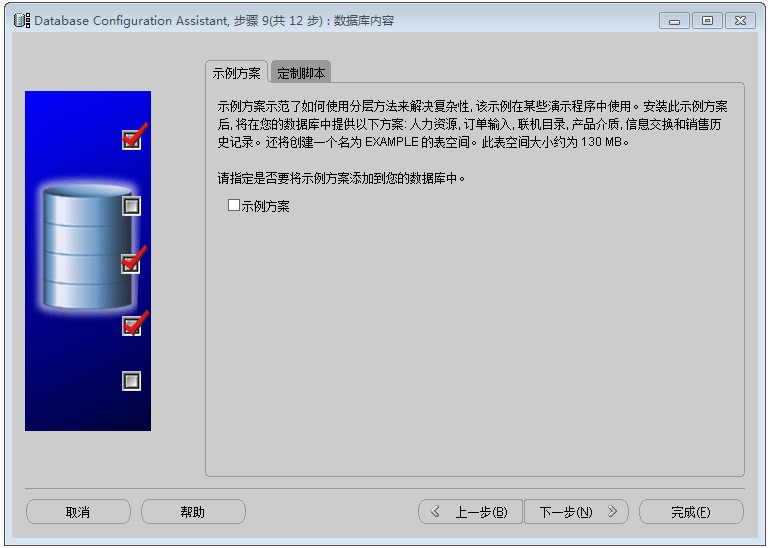 Database Configuration Assistant, 步骤 9(共 12 步) : 数据库内容
示例方案 定制脚本
示例方案示范了如何使用分层方法来解决复杂性, 该示例在某些演示程序中使用。安装此示例方案
后, 将在您的数据库中提供以下方案: 人力资源, 订单输入, 联机目录, 产品介质, 信息交换和销售历
史记录。还将创建一个名为 EXAMPLE 的表空间。此表空间大小约为 130 MB。
请指定是否要将示例方案添加到您的数据库中。
示例方案
取消 帮助 上一步(B) 下一步(N) 完成(F)